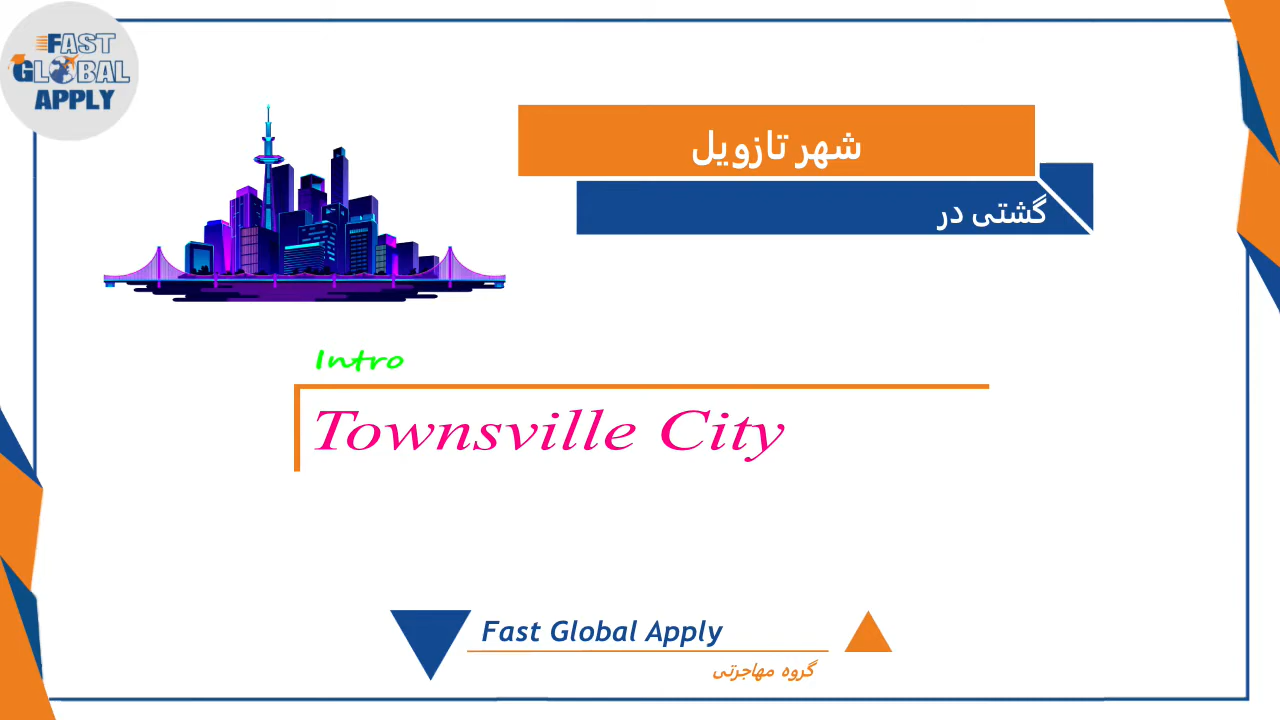 FAST
GLOBAL
APPLY
شهر تازویل
گشتی در
Intro
Townsville City
Fast Global Apply
گروه مهاجرتی